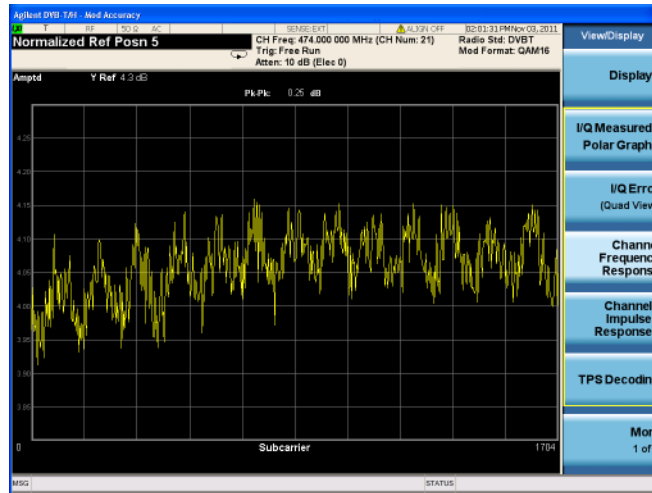 Agilent DVB-T/H - Mod Accuracy
T RF 50 Ω AC SENSE:EXT ALIGN OFF 02:01:31 PM Nov 03, 2011
Normalized Ref Posn 5
CH Freq: 474.000 000 MHz (CH Num: 21)
Trig: Free Run
Atten: 10 dB (Elec 0)
Radio Std: DVBT
Mod Format: QAM16
Amptd Y Ref 4.3 dB
Pk-Pk: 0.25 dB
4.25
4.20
4.15
4.10
4.05
4.00
3.95
3.90
3.85
0 Subcarrier 1704
MSG STATUS
View/Display
Display
I/Q Measured
Polar Graph
I/Q Erro
(Quad View
Channe
Frequenc
Respons
Channel
Impulse
Response
TPS Decodin
Mor
1 of